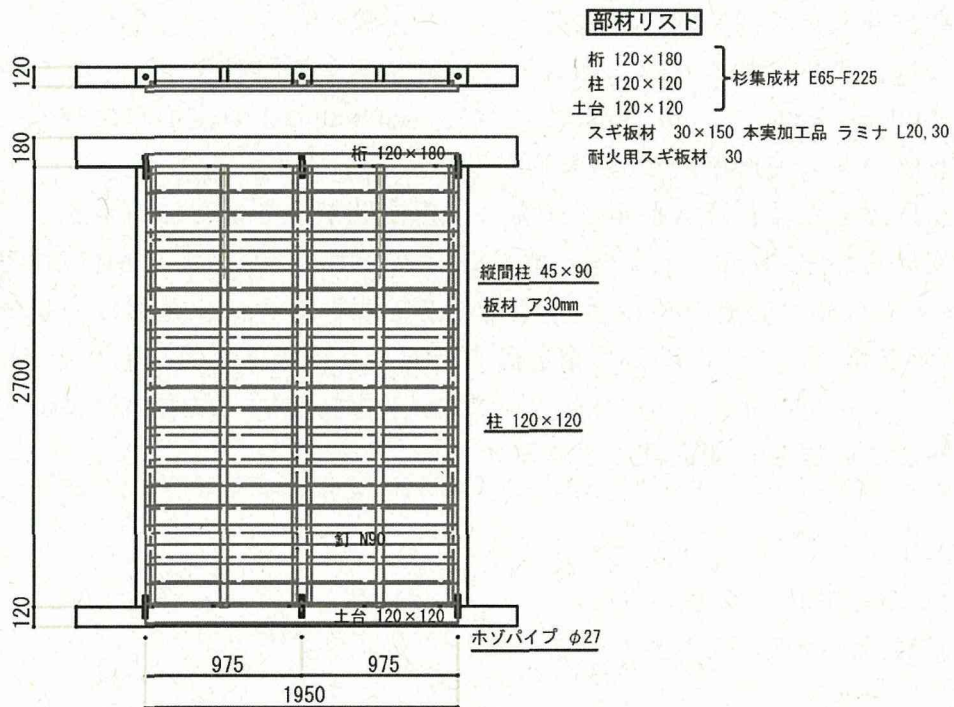 部材リスト
桁 120×180
柱 120×120
土台 120×120
杉集成材 E65-F225
スギ板材 30×150 本実加工品 ラミナ L20,30
耐火用スギ板材 30
120
180
桁 120×180
縦間柱 45×90
板材 ア30mm
2700
柱 120×120
釘 N90
120
土台 120×120
ホゾパイプ φ27
975
975
1950